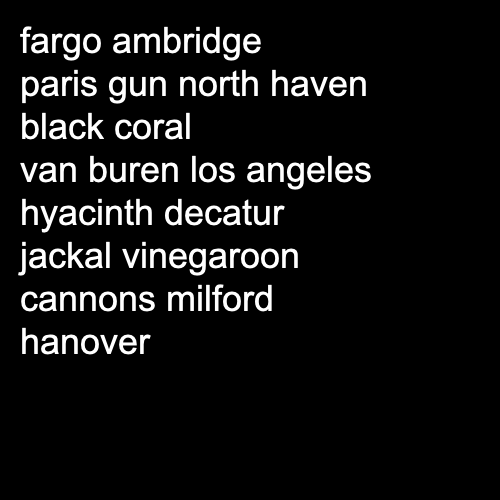 fargo ambridge
paris gun north haven
black coral
van buren los angeles
hyacinth decatur
jackal vinegaroon
cannons milford
hanover